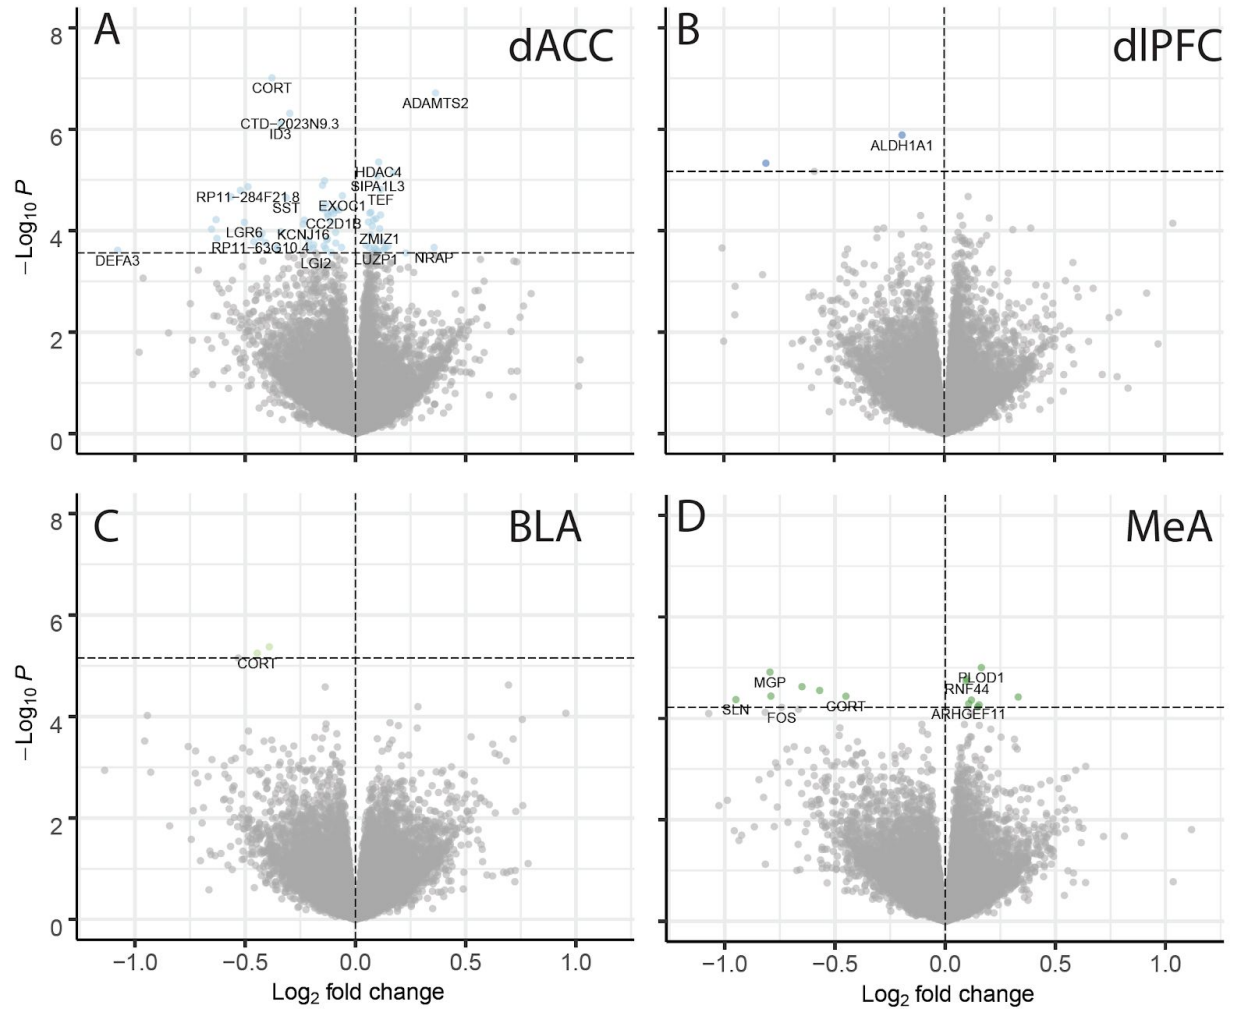 A
dACC
8
6
4
2
0
−Log10 P
CORT
ADAMTS2
CTD−2023N9.3
ID3
HDAC4
SIPA1L3
RP11−284F21.8
SST
EXOC1
TEF
CC2D1B
LGR6
KCNJ16
ZMIZ1
RP11−63G10.4
DEFA3
LGI2
LUZP1
NRAP
B
dlPFC
ALDH1A1
C
BLA
8
6
4
2
0
−Log10 P
CORT
−1.0
−0.5
0.0
0.5
1.0
Log2 fold change
D
MeA
PLOD1
MGP
RNF44
SLN
CORT
FOS
ARHGEF11
−1.0
−0.5
0.0
0.5
1.0
Log2 fold change